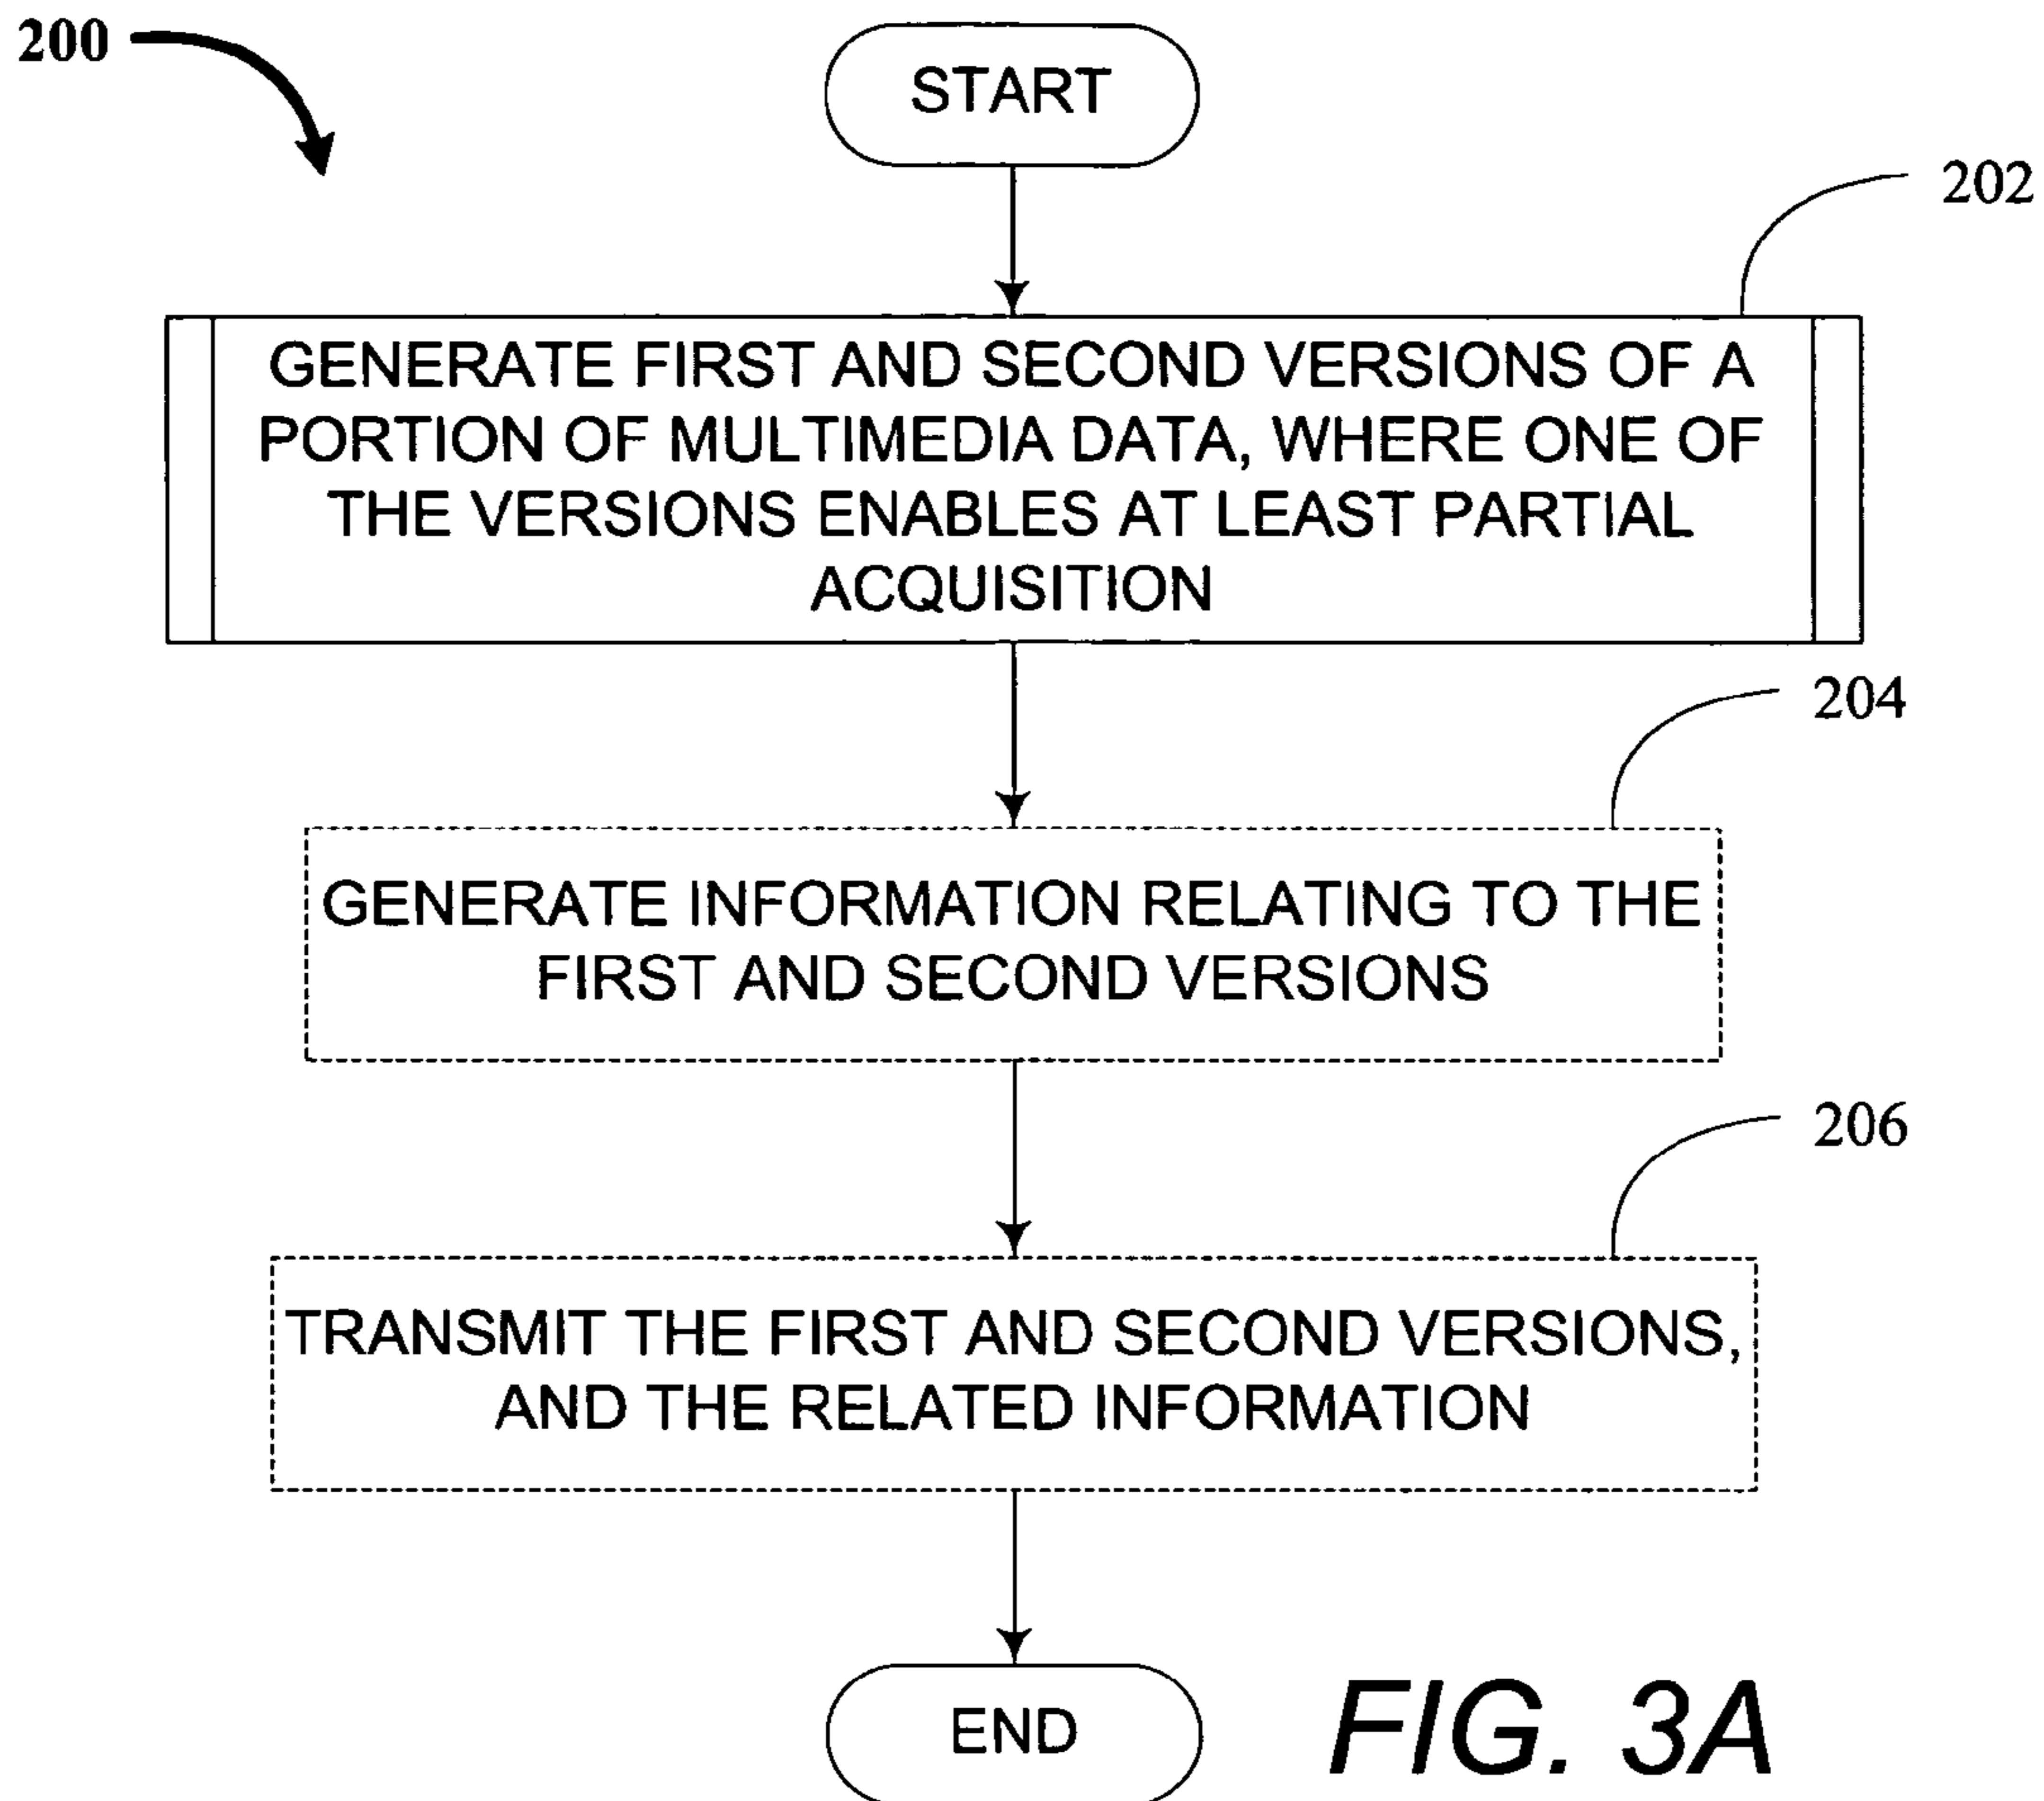 200
START
202
GENERATE FIRST AND SECOND VERSIONS OF A
PORTION OF MULTIMEDIA DATA, WHERE ONE OF
THE VERSIONS ENABLES AT LEAST PARTIAL
ACQUISITION
204
GENERATE INFORMATION RELATING TO THE
FIRST AND SECOND VERSIONS
206
TRANSMIT THE FIRST AND SECOND VERSIONS,
AND THE RELATED INFORMATION
END
FIG. 3A